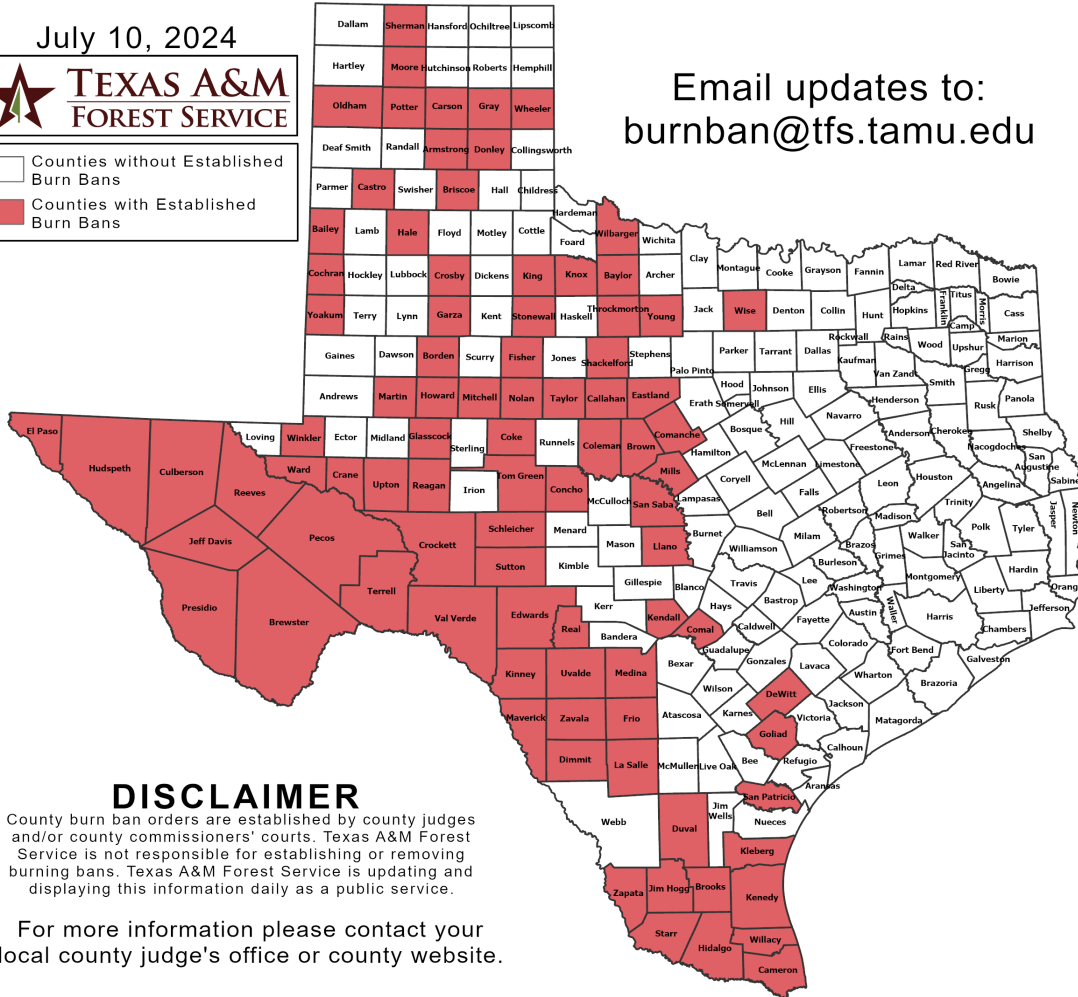 July 10, 2024
TEXAS A&M
FOREST SERVICE
Counties without Established
Burn Bans
Counties with Established
Burn Bans
Email updates to:
burnban@tfs.tamu.edu
Dallam Sherman Hansford Ochiltree Lipscomb
Hartley Moore Hutchinson Roberts Hemphill
Oldham Potter Carson Gray Wheeler
Deaf Smith Randall Armstrong Donley Collingsworth
Parmer Castro Swisher Briscoe Hall Childress
Hardeman
Bailey Lamb Hale Floyd Motley Cottle Foard Wilbarger Wichita
Clay Montague Cooke Grayson Fannin Lamar Red River Bowie
Cochran Hockley Lubbock Crosby Dickens King Knox Baylor Archer
Delta Franklin Titus Morris Cass
Yoakum Terry Lynn Garza Kent Stonewall Haskell Throckmorton Young Jack Wise Denton Collin Hunt Hopkins Camp
Rockwall Rains Wood Upshur Marion
Gaines Dawson Borden Scurry Fisher Jones Shackelford Stephens Palo Pinto Parker Tarrant Dallas Kaufman Van Zandt Gregg Harrison
Andrews Martin Howard Mitchell Nolan Taylor Callahan Eastland Erath Hood Somervell Johnson Ellis Henderson Smith Rusk Panola
El Paso Hudspeth Culberson Loving Winkler Ector Midland Glasscock Sterling Coke Runnels Coleman Brown Comanche Hamilton Bosque Hill Navarro Freestone Anderson Cherokee Nacogdoches Shelby
San
Augustine
Sabine
Reeves Ward Crane Upton Reagan Irion Tom Green Concho McCulloch San Saba Mills Lampasas Coryell McLennan Limestone Falls Leon Houston Angelina
Trinity Polk Tyler Jasper Newton
Jeff Davis Pecos Crockett Schleicher Menard Mason Llano Burnet Bell Milam Robertson Madison Walker
San
Jacinto
Hardin
Presidio Brewster Terrell Sutton Kimble Gillespie Blanco Williamson Brazos Grimes Burleson Montgomery Liberty Orang
Val Verde Edwards Real Kerr Bandera Kendall Comal Hays Travis Bastrop Lee Washington Waller Harris Chambers Jefferson
Caldwell Fayette Austin Fort Bend Galveston
Kinney Uvalde Medina Bexar Guadalupe Gonzales Lavaca Colorado Wharton Brazoria
Maverick Zavala Frio Atascosa Wilson Karnes DeWitt Victoria Jackson Matagorda
Dimmit La Salle McMullen Live Oak Bee Goliad Refugio Calhoun
Aransas
Webb Duval
Jim
Wells
San Patricio
Nueces
Kleberg
Zapata Jim Hogg Brooks Kenedy
Starr Hidalgo Willacy
Cameron
DISCLAIMER
County burn ban orders are established by county judges
and/or county commissioners' courts. Texas A&M Forest
Service is not responsible for establishing or removing
burning bans. Texas A&M Forest Service is updating and
displaying this information daily as a public service.
For more information please contact your
local county judge's office or county website.